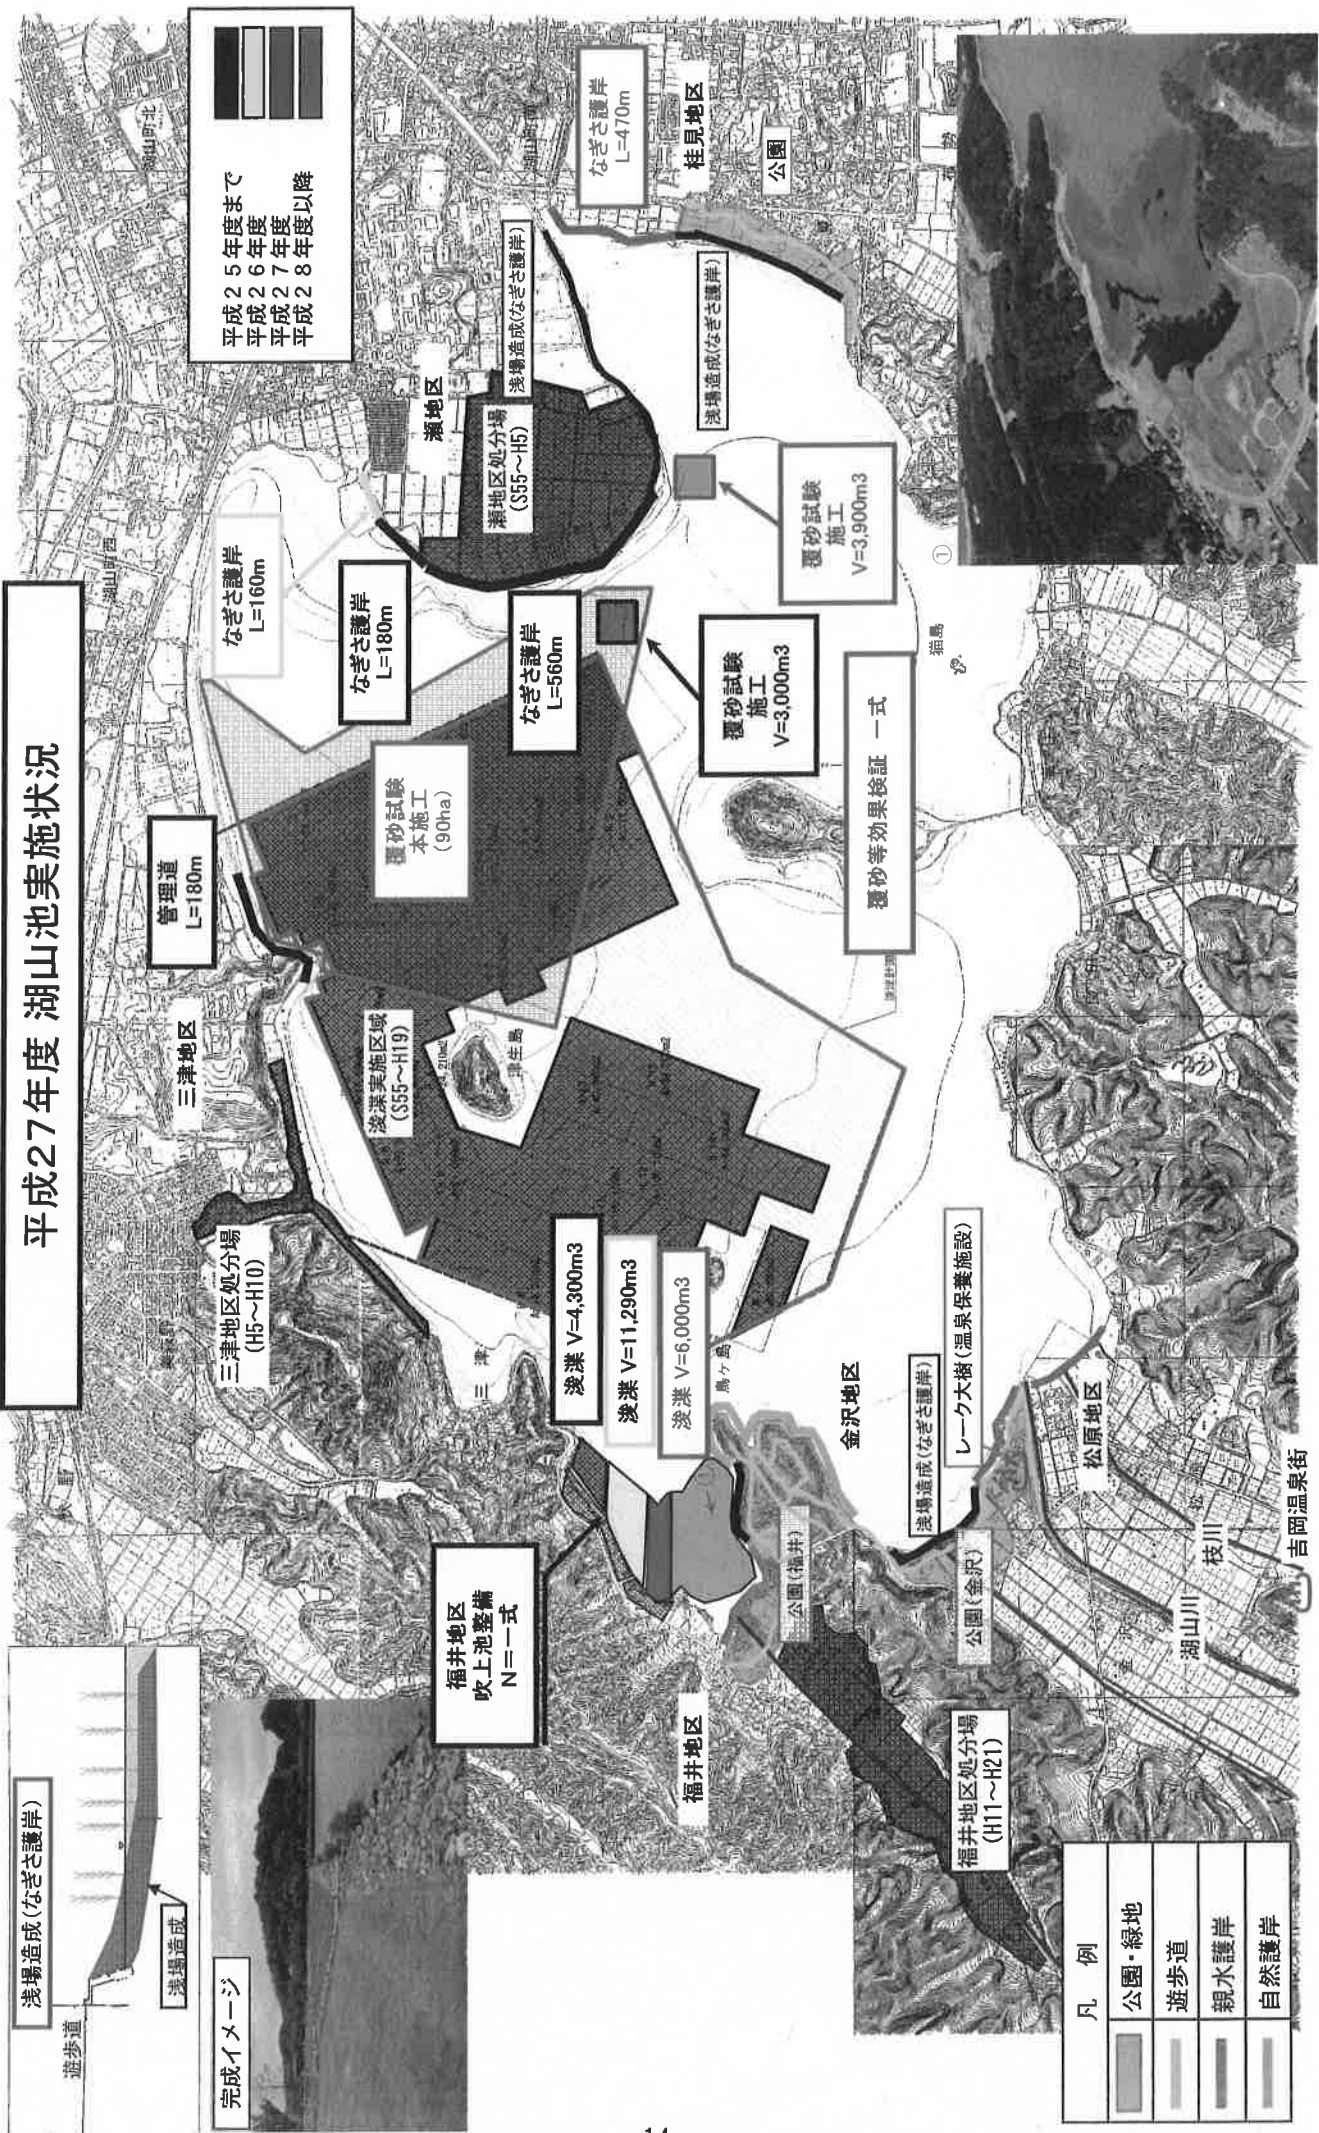 平成27年度 湖山池実施状況
浅場造成(なぎさ護岸)
遊歩道
浅場造成
完成イメージ
平成25年度まで
平成26年度
平成27年度
平成28年度以降
湖山町北
湖山町西
三津地区処分場
(H5~H10)
三津地区
管理道
L=180m
なぎさ護岸
L=160m
なぎさ護岸
L=180m
なぎさ護岸
L=560m
瀬地区
瀬地区処分場
(S55~H5)
浅場造成(なぎさ護岸)
なぎさ護岸
L=470m
桂見地区
公園
浅場造成(なぎさ護岸)
覆砂試験
本施工
(90ha)
浚渫実施区域
(S55~H19)
津生島
三津
覆砂試験
施工
V=3,000m3
覆砂試験
施工
V=3,900m3
覆砂等効果検証 一式
猫島
①
福井地区
吹上池整備
N=一式
浚渫 V=4,300m3
浚渫 V=11,290m3
浚渫 V=6,000m3
鳥ヶ島
金沢地区
福井地区
公園(福井)
福井地区処分場
(H11~H21)
公園(金沢)
浅場造成(なぎさ護岸)
レーク大樹(温泉保養施設)
松原地区
枝川
湖山川
吉岡温泉街
凡 例
公園・緑地
遊歩道
親水護岸
自然護岸
14